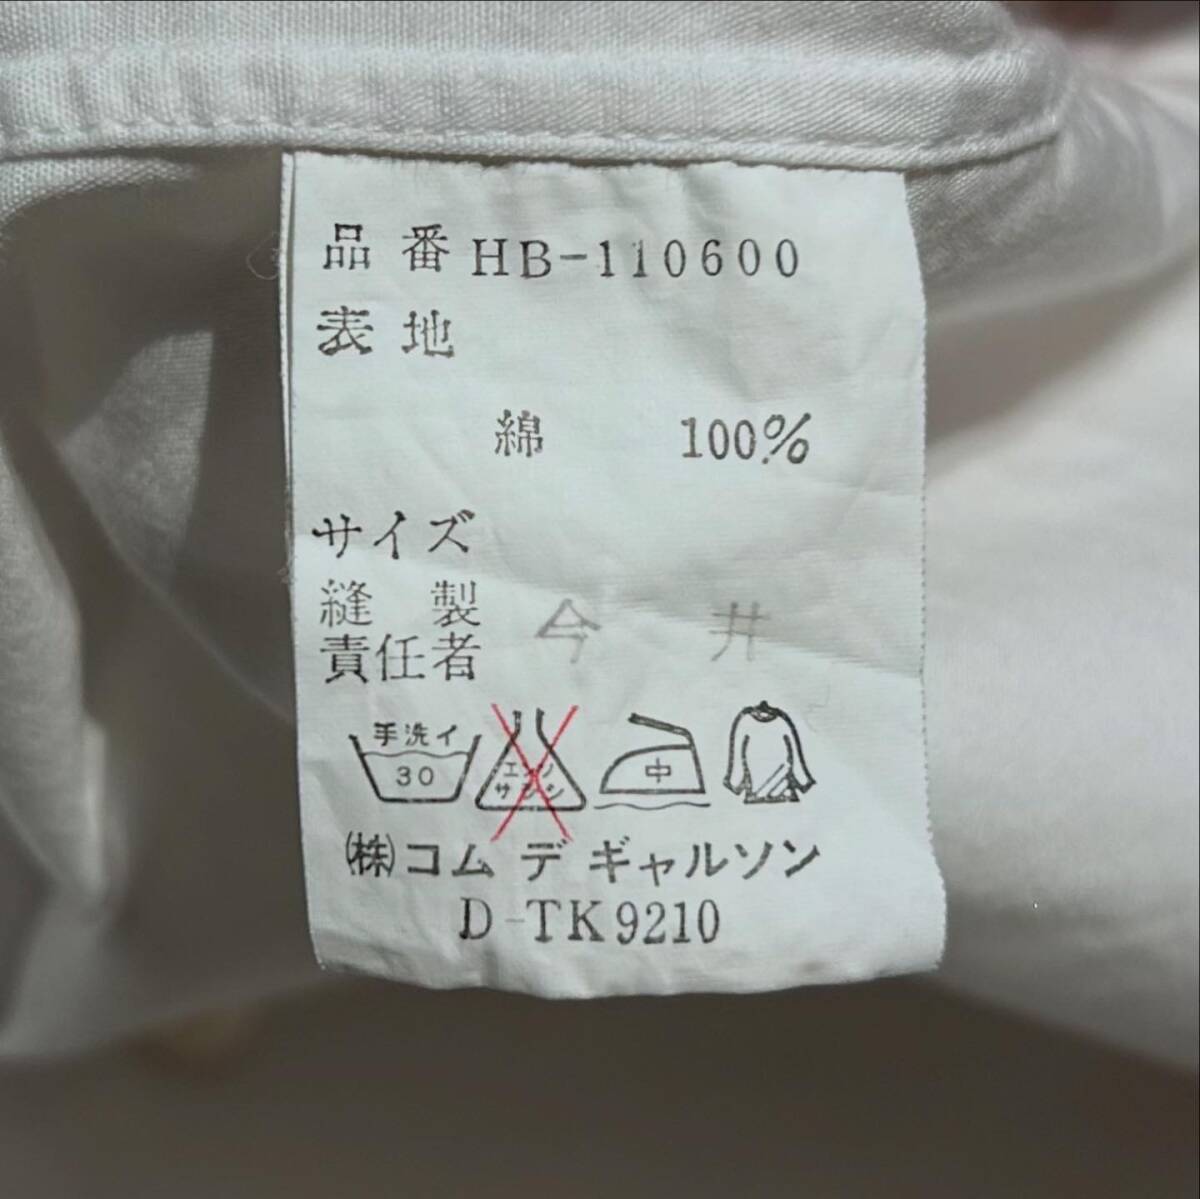 品番 HB-110600
表地
綿 100%
サイズ
縫製 今井
責任者
手洗イ
30
エンソ
サラシ
中
㈱コム デ ギャルソン
D-TK9210